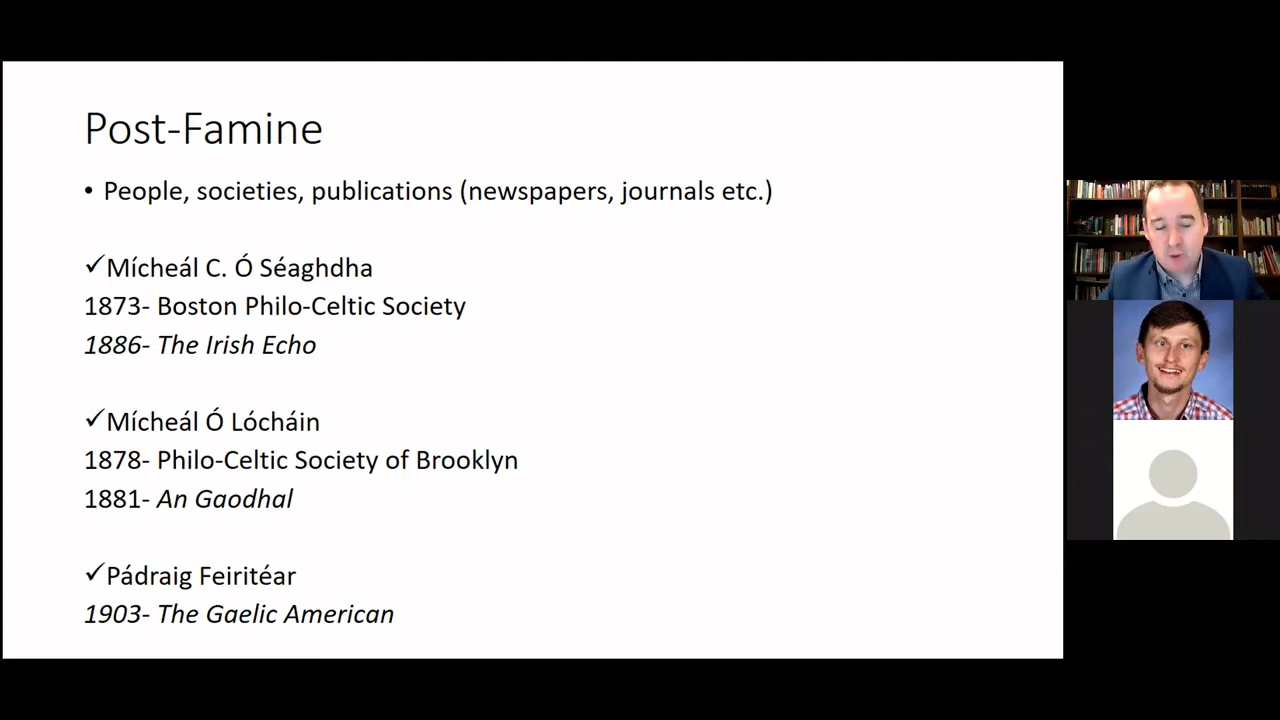 Post-Famine
• People, societies, publications (newspapers, journals etc.)
✓Mícheál C. Ó Séaghdha
1873- Boston Philo-Celtic Society
1886- The Irish Echo
✓Mícheál Ó Lócháin
1878- Philo-Celtic Society of Brooklyn
1881- An Gaodhal
✓Pádraig Feiritéar
1903- The Gaelic American